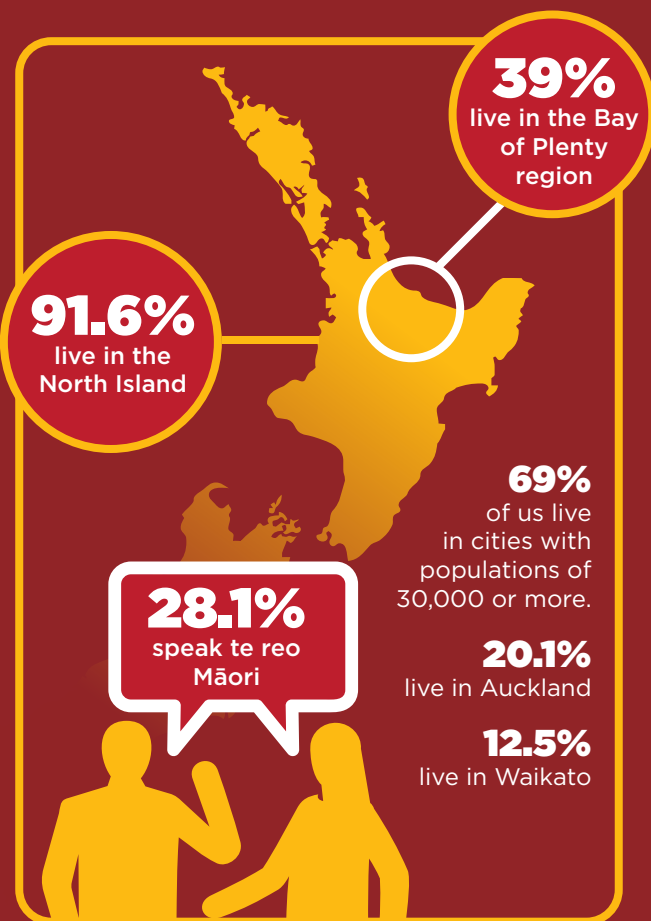 39%
live in the Bay
of Plenty
region
91.6%
live in the
North Island
69%
of us live
in cities with
populations of
30,000 or more.
28.1%
speak te reo
Māori
20.1%
live in Auckland
12.5%
live in Waikato